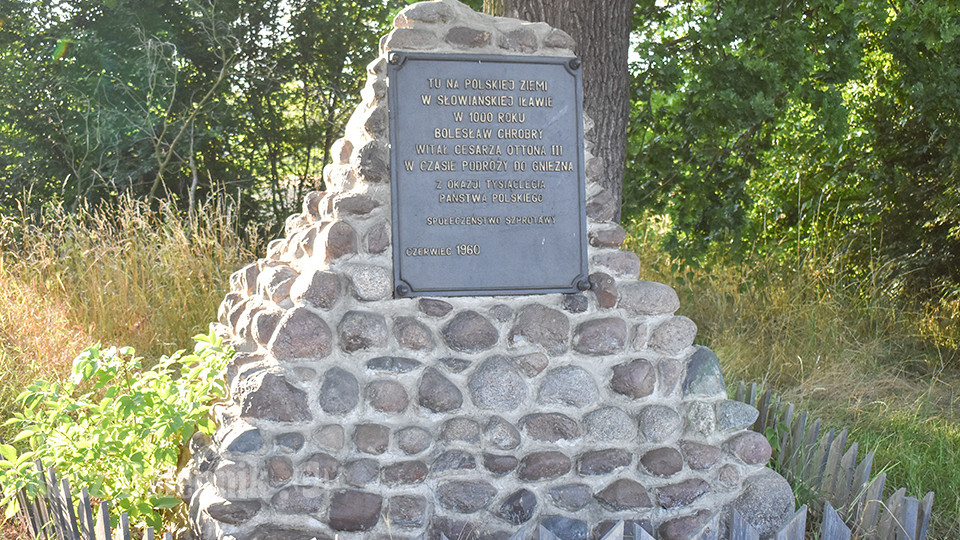 TU NA POLSKIEJ ZIEMI
W SŁOWIAŃSKIEJ IŁAWIE
W 1000 ROKU
BOLESŁAW CHROBRY
WITAŁ CESARZA OTTONA III
W CZASIE PODRÓŻY DO GNIEZNA
Z OKAZJI TYSIĄCLECIA
PAŃSTWA POLSKIEGO
SPOŁECZEŃSTWO SZPROTAWY
CZERWIEC 1960